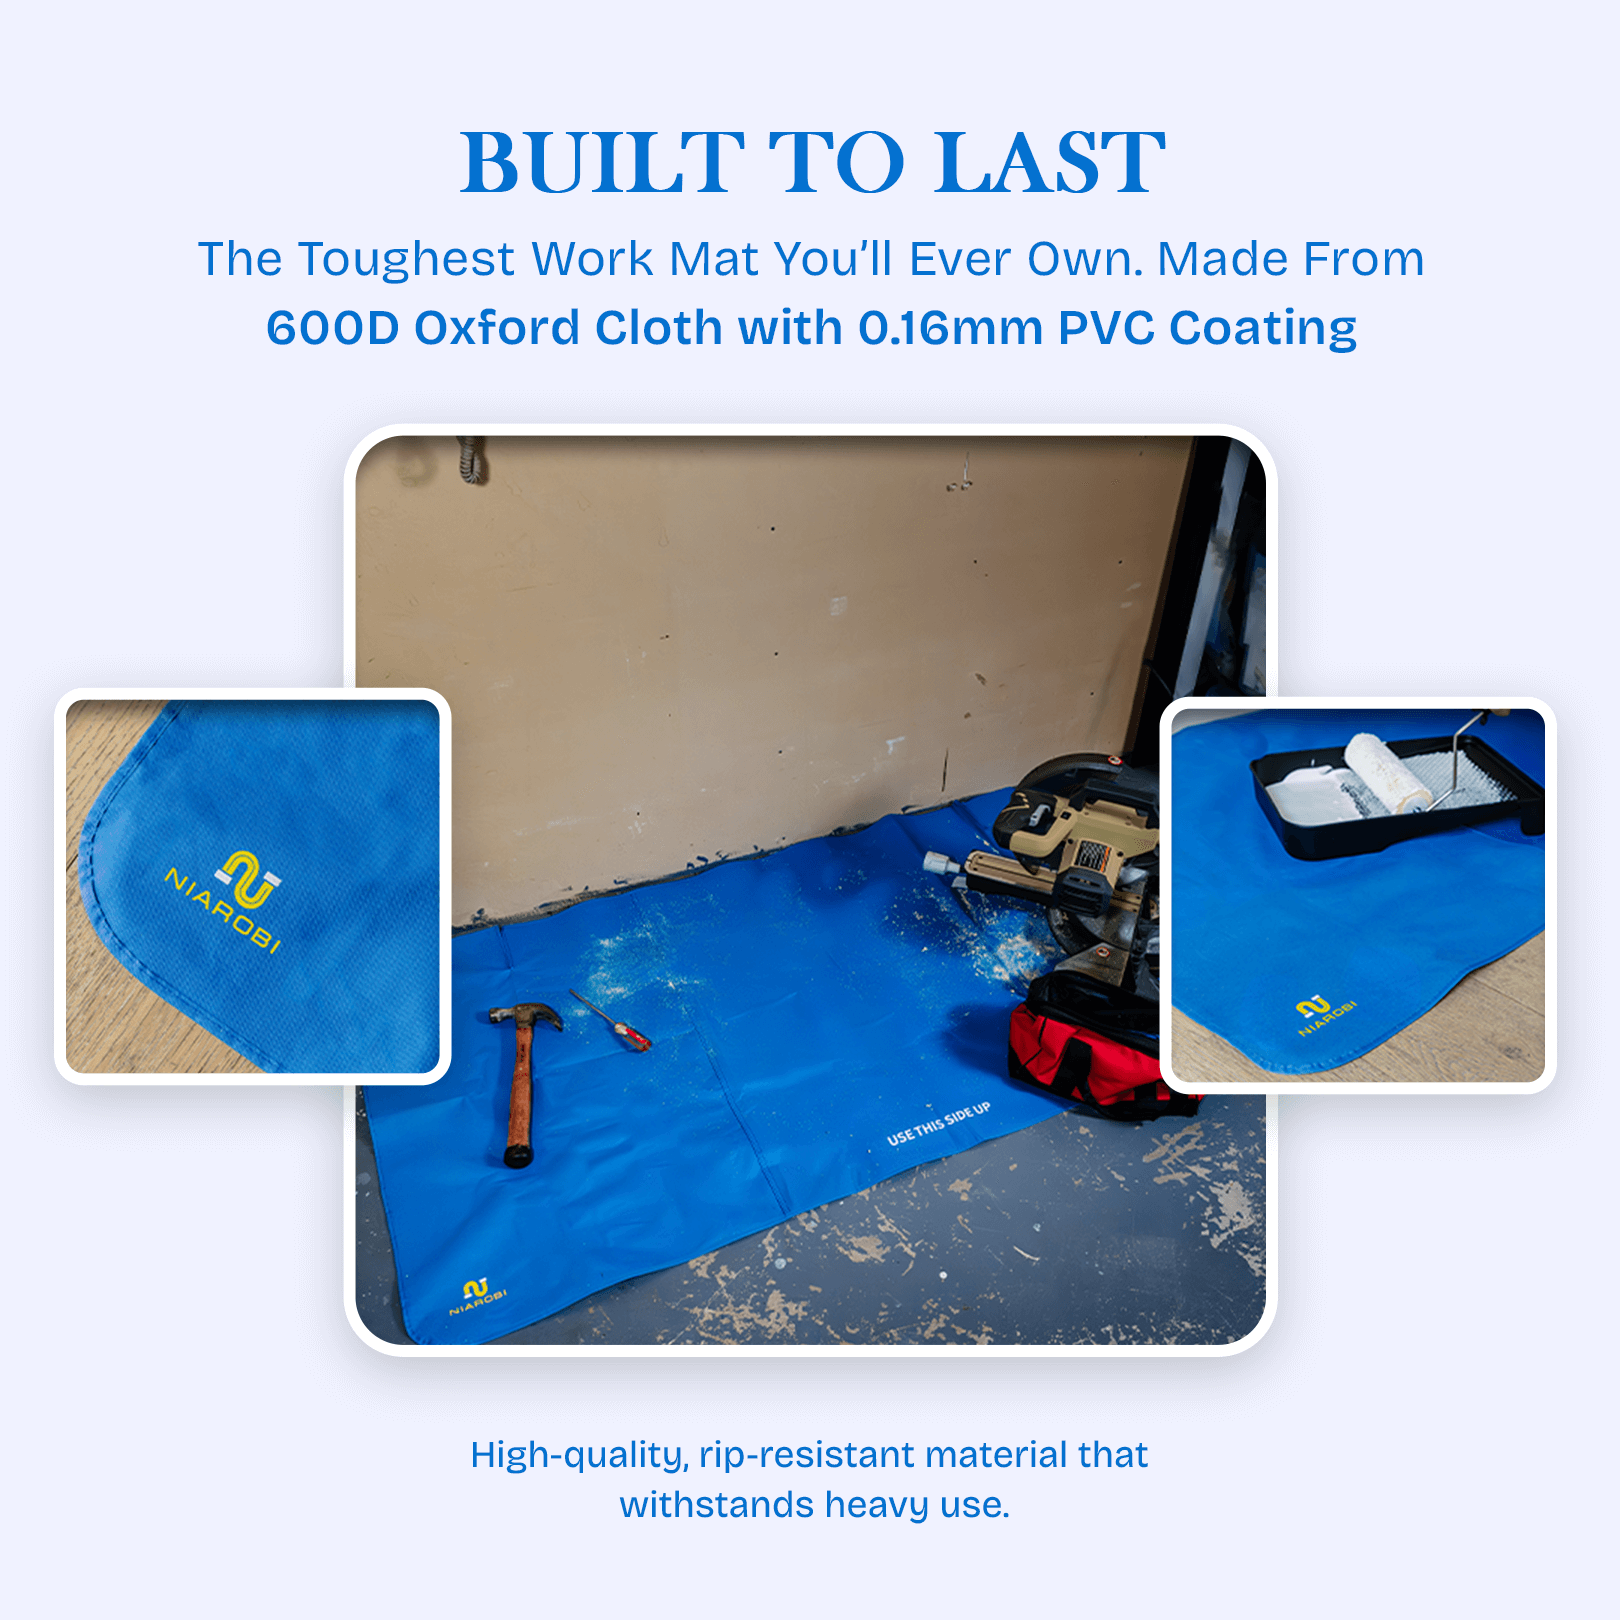 BUILT TO LAST
The Toughest Work Mat You’ll Ever Own. Made From
600D Oxford Cloth with 0.16mm PVC Coating
NIAROBI
USE THIS SIDE UP
NIAROBI
NIAROBI
High-quality, rip-resistant material that
withstands heavy use.